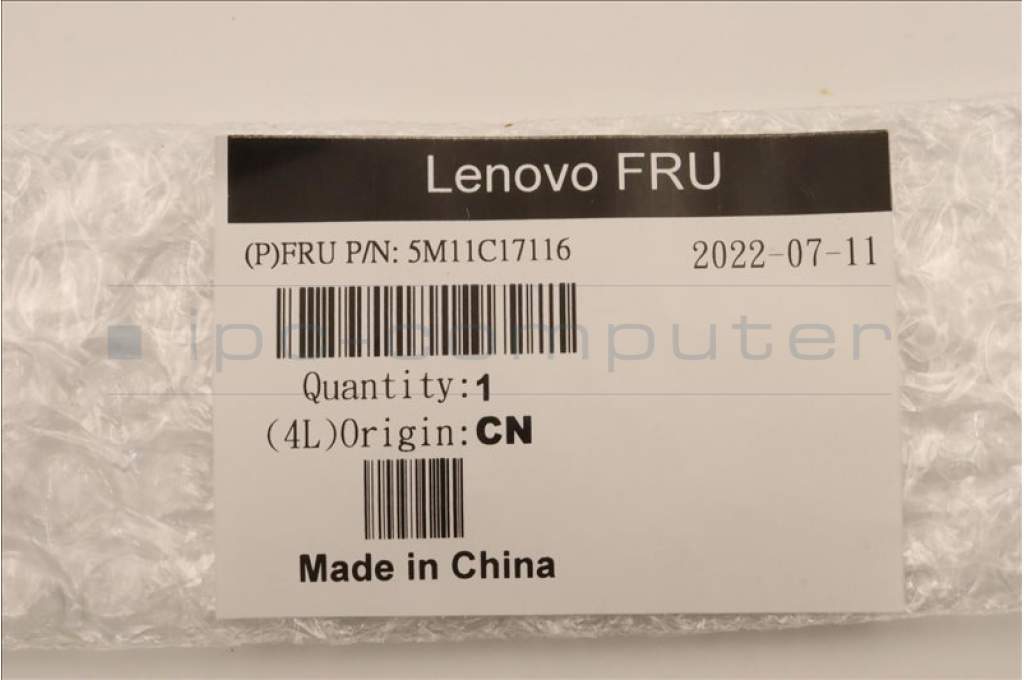 Lenovo FRU
(P)FRU P/N: 5M11C17116 2022-07-11
ipc-computer
Quantity:1
(4L)Origin:CN
Made in China